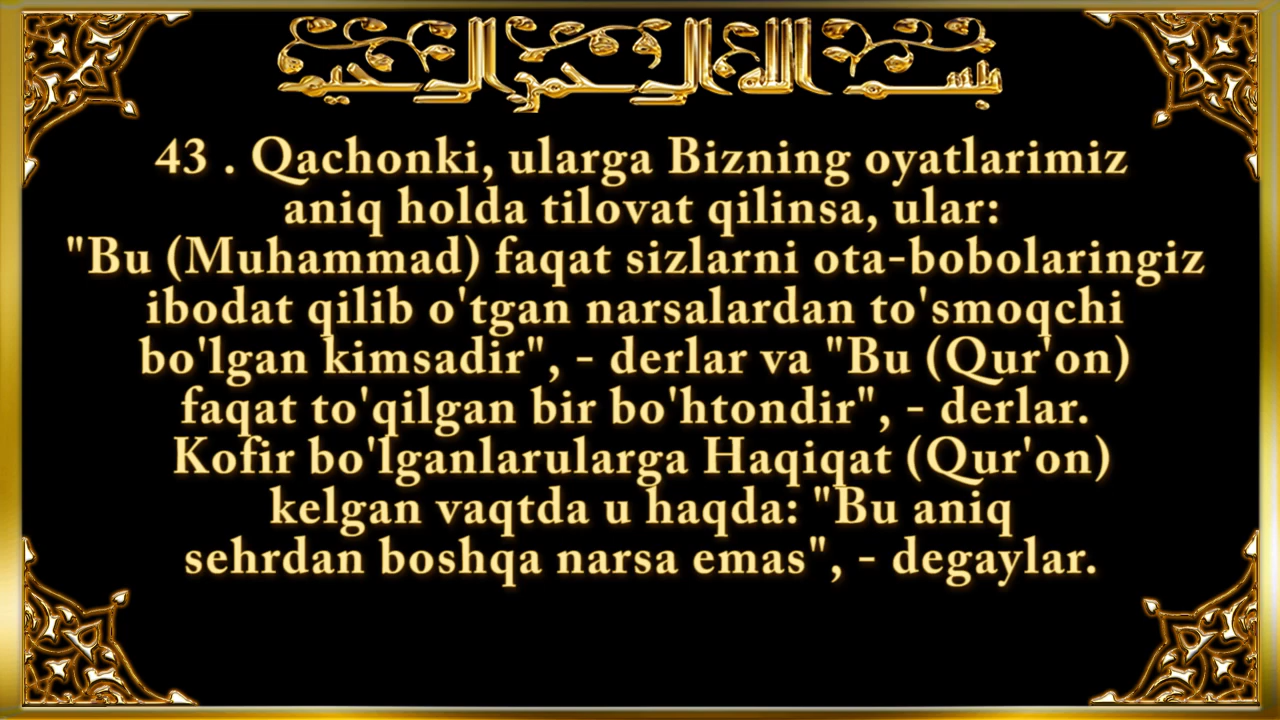 بسم الله الرحمن الرحيم
43 . Qachonki, ularga Bizning oyatlarimiz
aniq holda tilovat qilinsa, ular:
"Bu (Muhammad) faqat sizlarni ota-bobolaringiz
ibodat qilib o'tgan narsalardan to'smoqchi
bo'lgan kimsadir", - derlar va "Bu (Qur'on)
faqat to'qilgan bir bo'htondir", - derlar.
Kofir bo'lganlarularga Haqiqat (Qur'on)
kelgan vaqtda u haqda: "Bu aniq
sehrdan boshqa narsa emas", - degaylar.